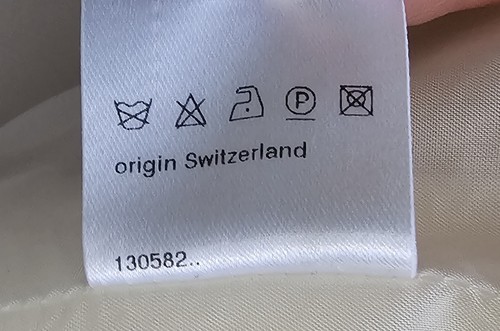 P
origin Switzerland
130582..